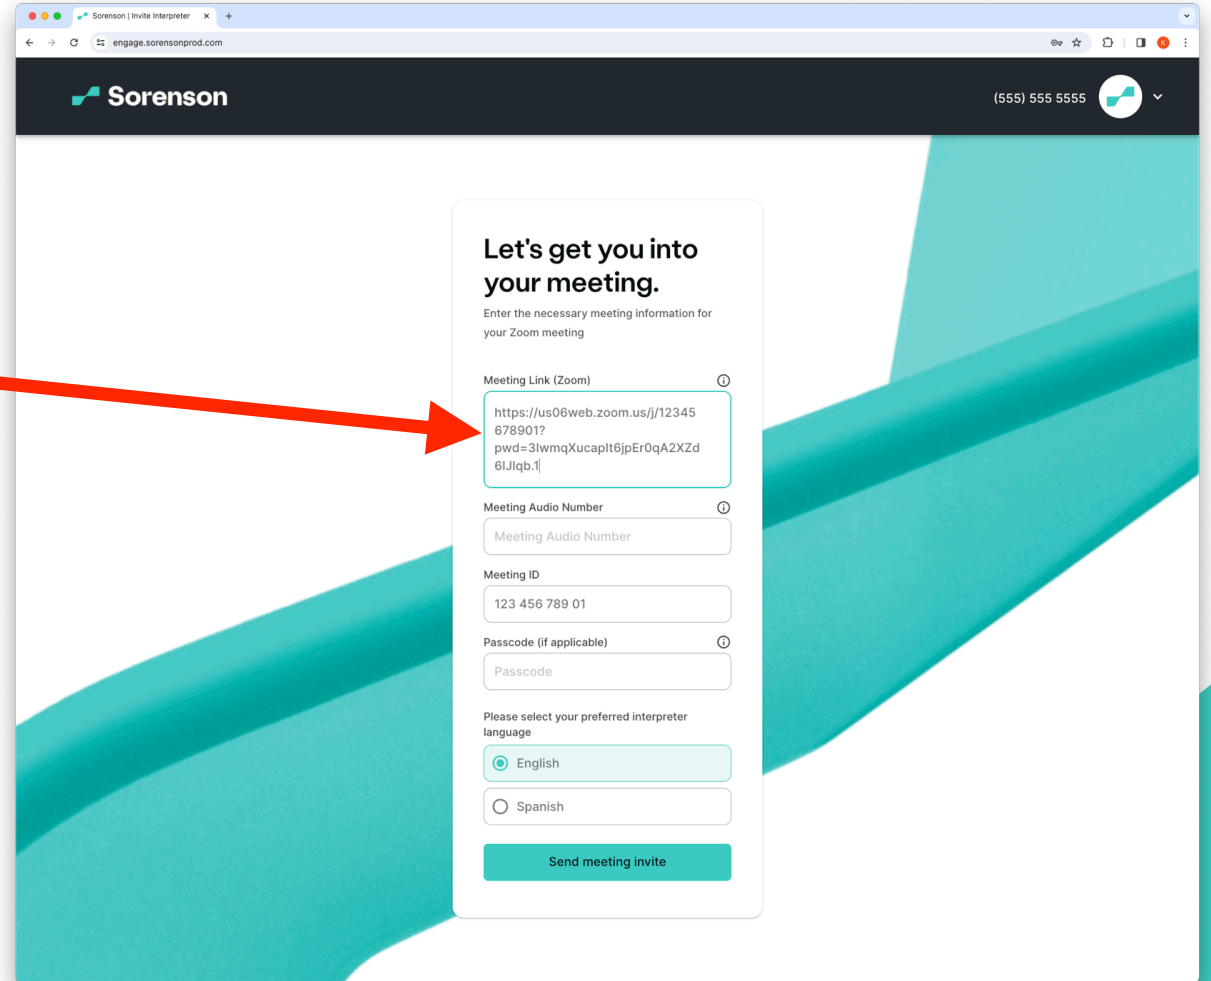 Sorenson | Invite Interpreter
engage.sorensonprod.com
K
Sorenson
(555) 555 5555
Let's get you into
your meeting.
Enter the necessary meeting information for
your Zoom meeting
Meeting Link (Zoom)
https://us06web.zoom.us/j/12345
678901?
pwd=3lwmqXucaplt6jpEr0qA2XZd
6lJlqb.1
Meeting Audio Number
Meeting Audio Number
Meeting ID
123 456 789 01
Passcode (if applicable)
Passcode
Please select your preferred interpreter
language
English
Spanish
Send meeting invite